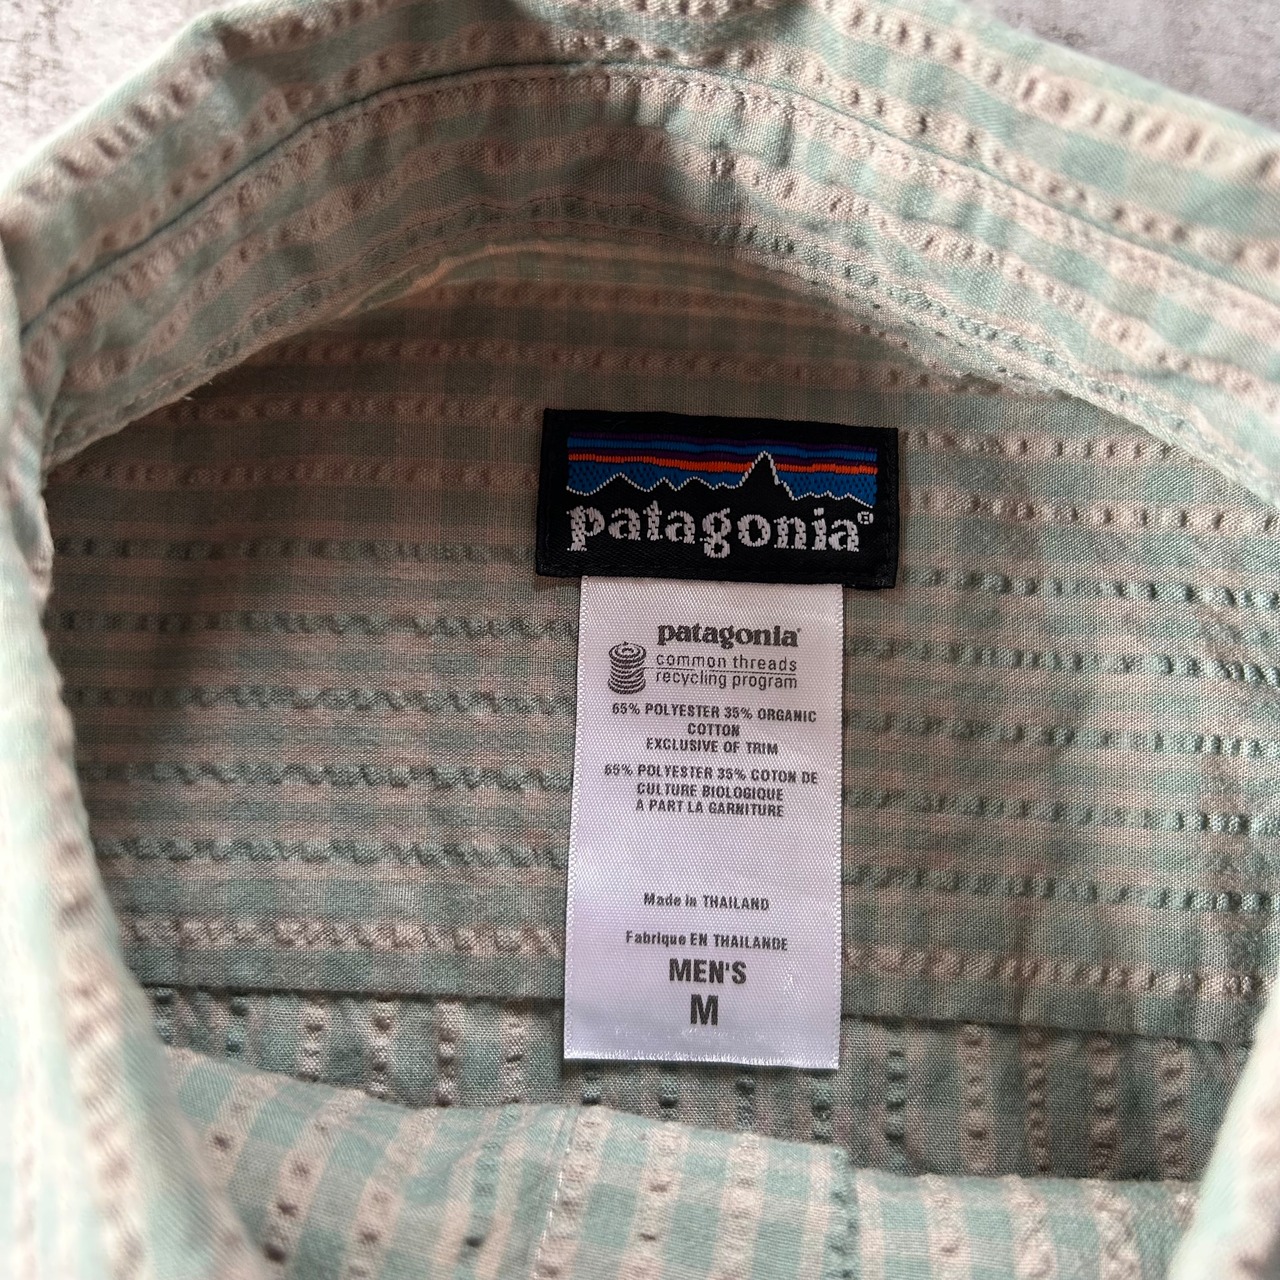 patagonia®
patagonia®
common threads
recycling program
65% POLYESTER 35% ORGANIC
COTTON
EXCLUSIVE OF TRIM
65% POLYESTER 35% COTON DE
CULTURE BIOLOGIQUE
A PART LA GARNITURE
Made in THAILAND
Fabrique EN THAILANDE
MEN'S
M